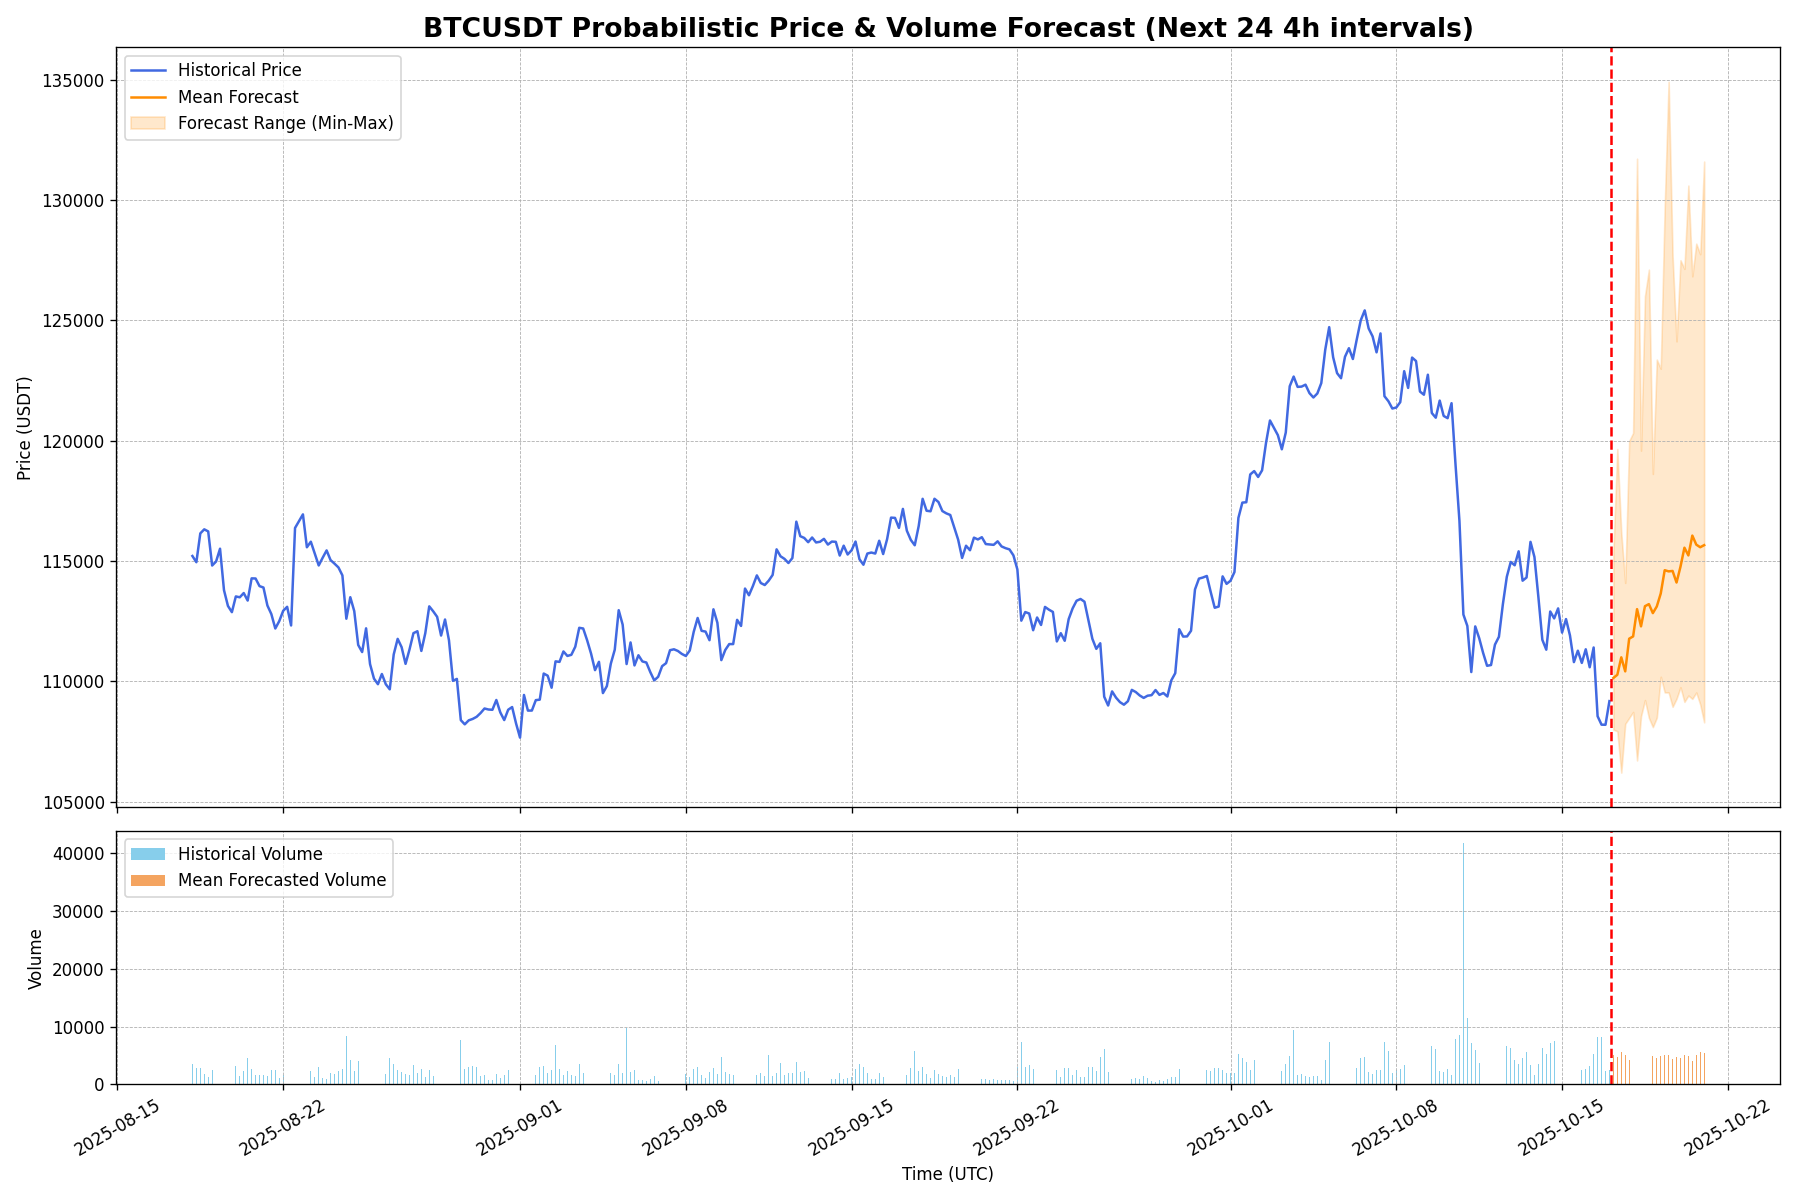 BTCUSDT Probabilistic Price & Volume Forecast (Next 24 4h intervals)
Historical Price
Mean Forecast
Forecast Range (Min-Max)
135000
130000
125000
120000
115000
110000
105000
Price (USDT)
Historical Volume
Mean Forecasted Volume
40000
30000
20000
10000
0
Volume
2025-08-15
2025-08-22
2025-09-01
2025-09-08
2025-09-15
2025-09-22
2025-10-01
2025-10-08
2025-10-15
2025-10-22
Time (UTC)